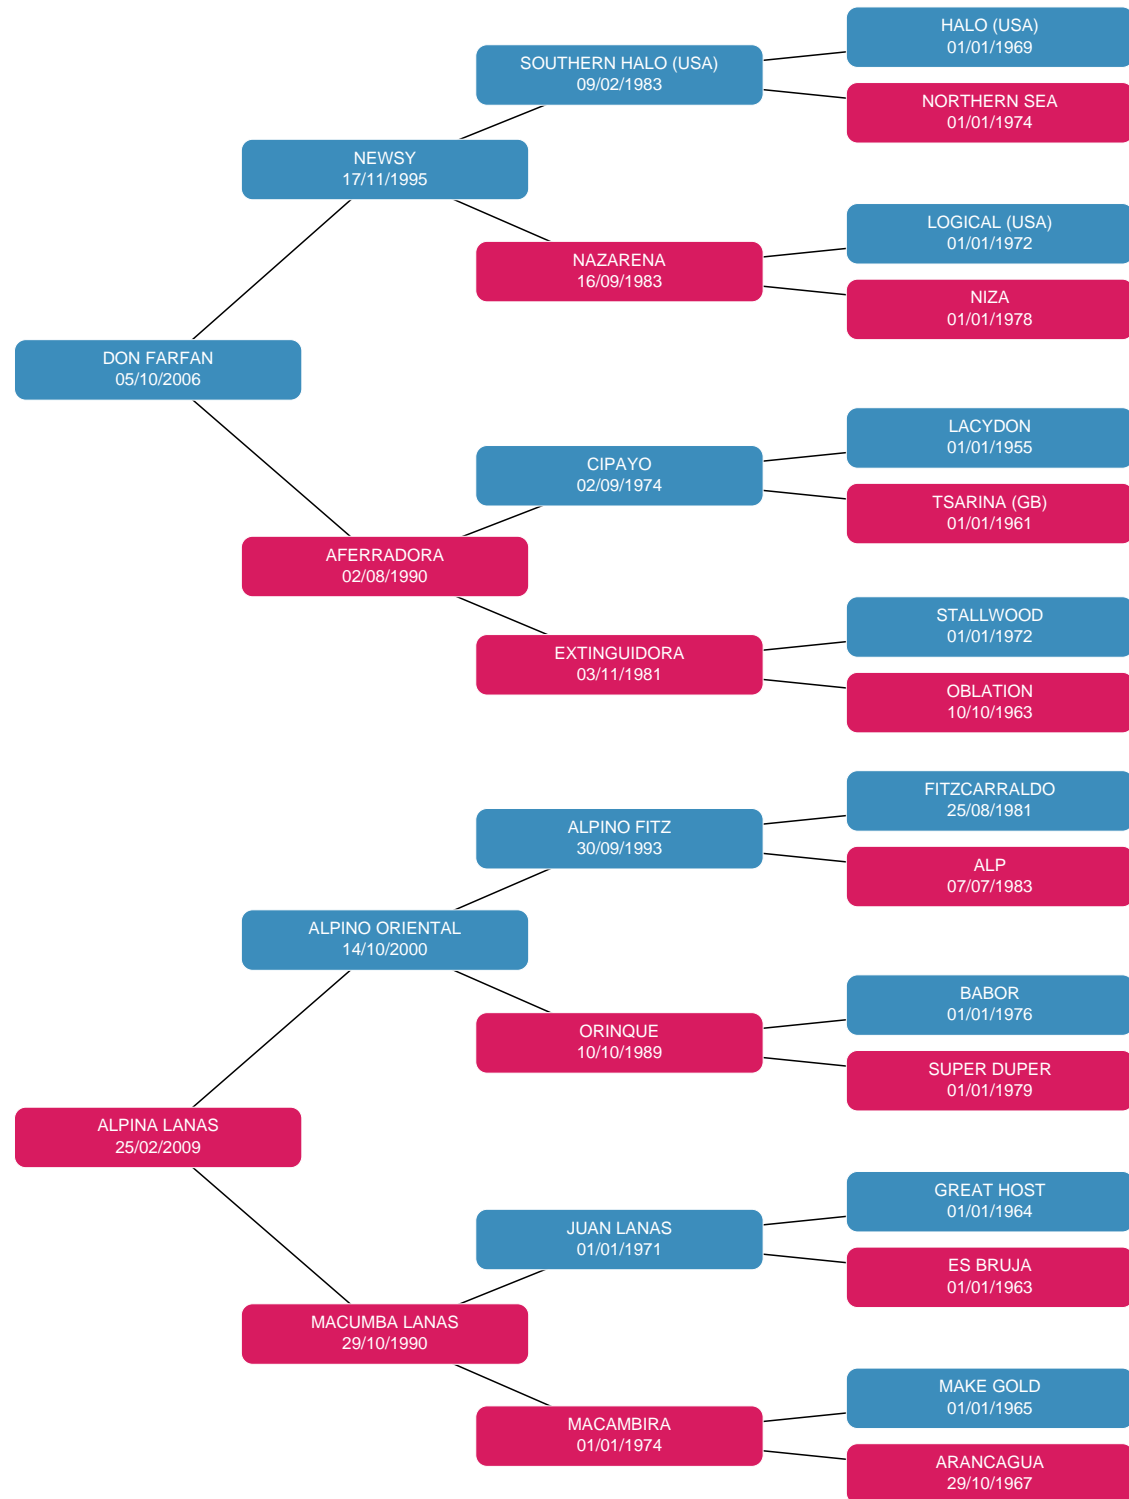 HALO (USA)
01/01/1969
SOUTHERN HALO (USA)
09/02/1983
NORTHERN SEA
01/01/1974
NEWSY
17/11/1995
LOGICAL (USA)
01/01/1972
NAZARENA
16/09/1983
NIZA
01/01/1978
DON FARFAN
05/10/2006
LACYDON
01/01/1955
CIPAYO
02/09/1974
TSARINA (GB)
01/01/1961
AFERRADORA
02/08/1990
STALLWOOD
01/01/1972
EXTINGUIDORA
03/11/1981
OBLATION
10/10/1963
FITZCARRALDO
25/08/1981
ALPINO FITZ
30/09/1993
ALP
07/07/1983
ALPINO ORIENTAL
14/10/2000
BABOR
01/01/1976
ORINQUE
10/10/1989
SUPER DUPER
01/01/1979
ALPINA LANAS
25/02/2009
GREAT HOST
01/01/1964
JUAN LANAS
01/01/1971
ES BRUJA
01/01/1963
MACUMBA LANAS
29/10/1990
MAKE GOLD
01/01/1965
MACAMBIRA
01/01/1974
ARANCAGUA
29/10/1967